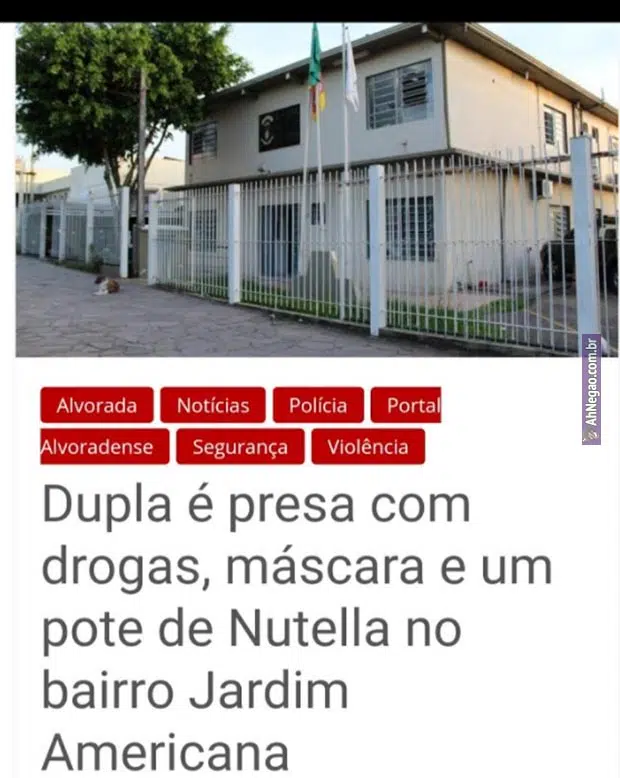 AhNegao.com.br
Alvorada Notícias Polícia Portal
Alvoradense Segurança Violência
Dupla é presa com
drogas, máscara e um
pote de Nutella no
bairro Jardim
Americana